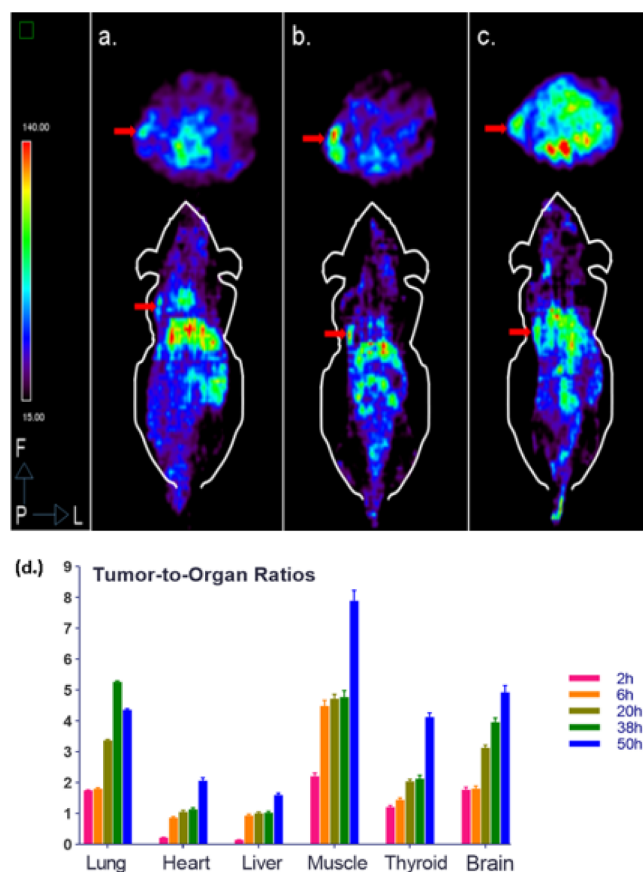 a.
b.
c.
140.00
15.00
F
P
L
(d.)
Tumor-to-Organ Ratios
9
8
7
6
5
4
3
2
1
0
Lung Heart Liver Muscle Thyroid Brain
2h
6h
20h
38h
50h